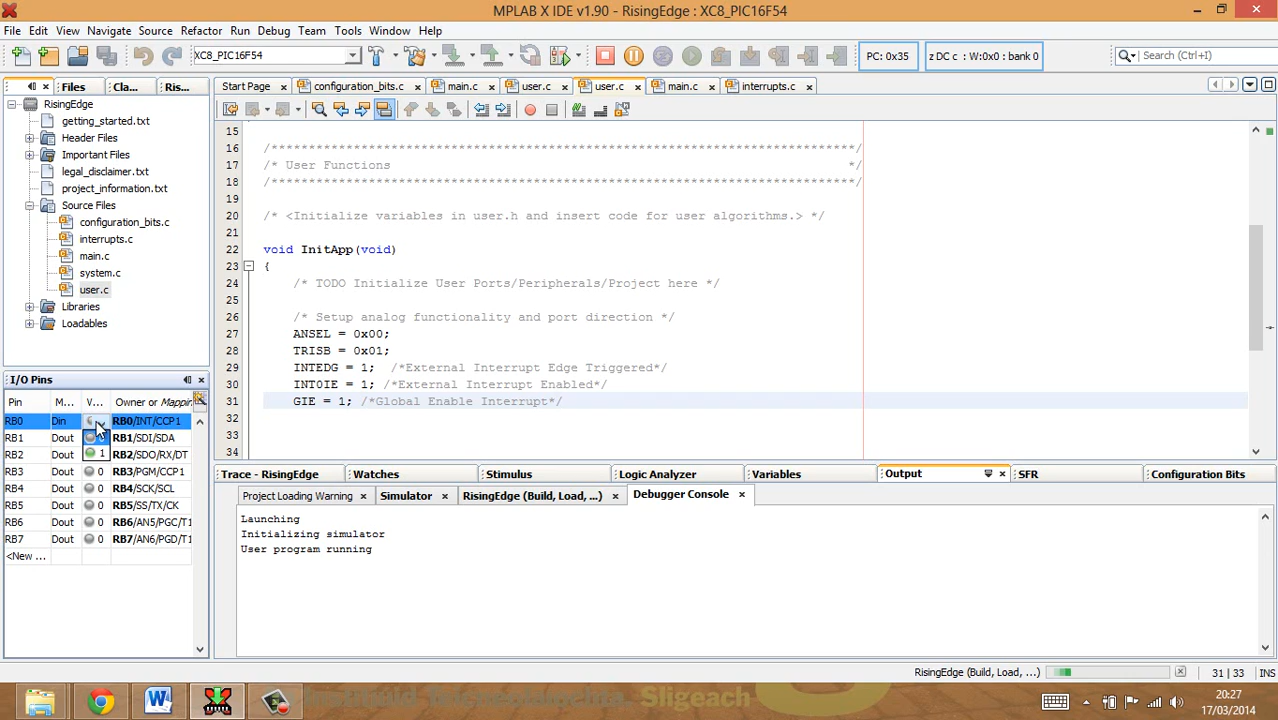 MPLAB X IDE v1.90 - RisingEdge : XC8_PIC16F54
File Edit View Navigate Source Refactor Run Debug Team Tools Window Help
XC8_PIC16F54
PC: 0x35
z DC c : W:0x0 : bank 0
Search (Ctrl+I)
Files Cla... Ris...
Start Page configuration_bits.c main.c user.c user.c main.c interrupts.c
RisingEdge
getting_started.txt
Header Files
Important Files
legal_disclaimer.txt
project_information.txt
Source Files
configuration_bits.c
interrupts.c
main.c
system.c
user.c
Libraries
Loadables
15
16 /******************************************************************************/
17 /* User Functions */
18 /******************************************************************************/
19
20 /* <Initialize variables in user.h and insert code for user algorithms.> */
21
22 void InitApp(void)
23 {
24 /* TODO Initialize User Ports/Peripherals/Project here */
25
26 /* Setup analog functionality and port direction */
27 ANSEL = 0x00;
28 TRISB = 0x01;
29 INTEDG = 1; /*External Interrupt Edge Triggered*/
30 INT0IE = 1; /*External Interrupt Enabled*/
31 GIE = 1; /*Global Enable Interrupt*/
32
33
34
I/O Pins
Pin M... V... Owner or Mappin
RB0 Din RB0/INT/CCP1
RB1 Dout RB1/SDI/SDA
RB2 Dout 1 RB2/SDO/RX/DT
RB3 Dout 0 RB3/PGM/CCP1
RB4 Dout 0 RB4/SCK/SCL
RB5 Dout 0 RB5/SS/TX/CK
RB6 Dout 0 RB6/AN5/PGC/T1
RB7 Dout 0 RB7/AN6/PGD/T1
<New ...
Trace - RisingEdge Watches Stimulus Logic Analyzer Variables Output SFR Configuration Bits
Project Loading Warning Simulator RisingEdge (Build, Load, ...) Debugger Console
Launching
Initializing simulator
User program running
RisingEdge (Build, Load, ...) 31 | 33 INS
Sligeach
20:27
17/03/2014